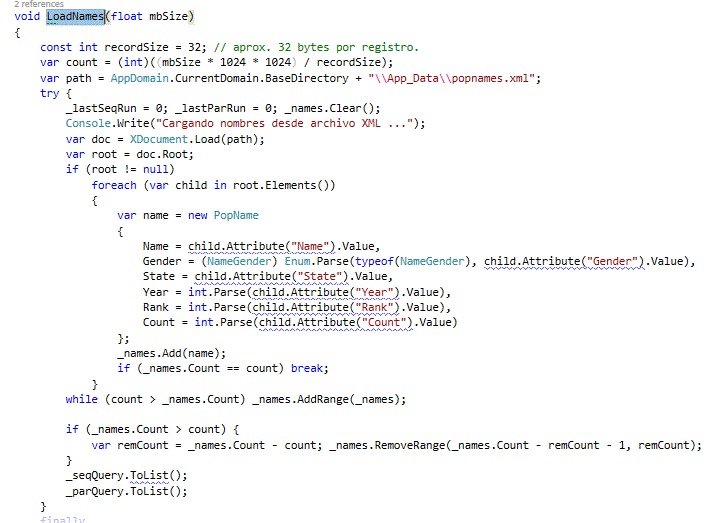 2 references
void LoadNames(float mbSize)
{
const int recordSize = 32; // aprox. 32 bytes por registro.
var count = (int)((mbSize * 1024 * 1024) / recordSize);
var path = AppDomain.CurrentDomain.BaseDirectory + "\\App_Data\\popnames.xml";
try {
_lastSeqRun = 0; _lastParRun = 0; _names.Clear();
Console.Write("Cargando nombres desde archivo XML ...");
var doc = XDocument.Load(path);
var root = doc.Root;
if (root != null)
foreach (var child in root.Elements())
{
var name = new PopName
{
Name = child.Attribute("Name").Value,
Gender = (NameGender) Enum.Parse(typeof(NameGender), child.Attribute("Gender").Value),
State = child.Attribute("State").Value,
Year = int.Parse(child.Attribute("Year").Value),
Rank = int.Parse(child.Attribute("Rank").Value),
Count = int.Parse(child.Attribute("Count").Value)
};
_names.Add(name);
if (_names.Count == count) break;
}
while (count > _names.Count) _names.AddRange(_names);
if (_names.Count > count) {
var remCount = _names.Count - count; _names.RemoveRange(_names.Count - remCount - 1, remCount);
}
_seqQuery.ToList();
_parQuery.ToList();
}
finally